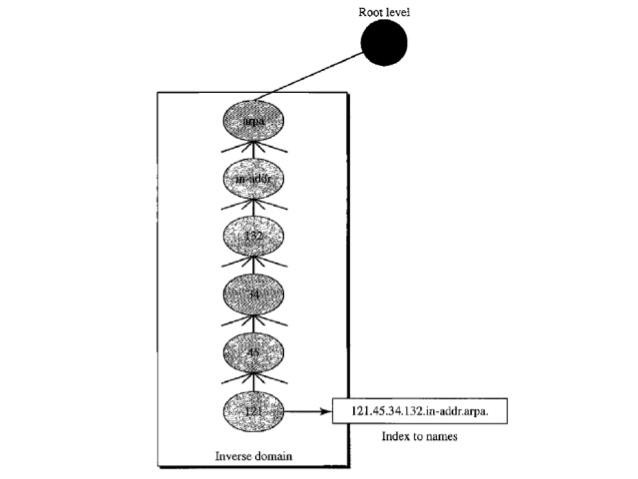 Root level
arpa
in-addr
132
34
45
121
121.45.34.132.in-addr.arpa.
Index to names
Inverse domain